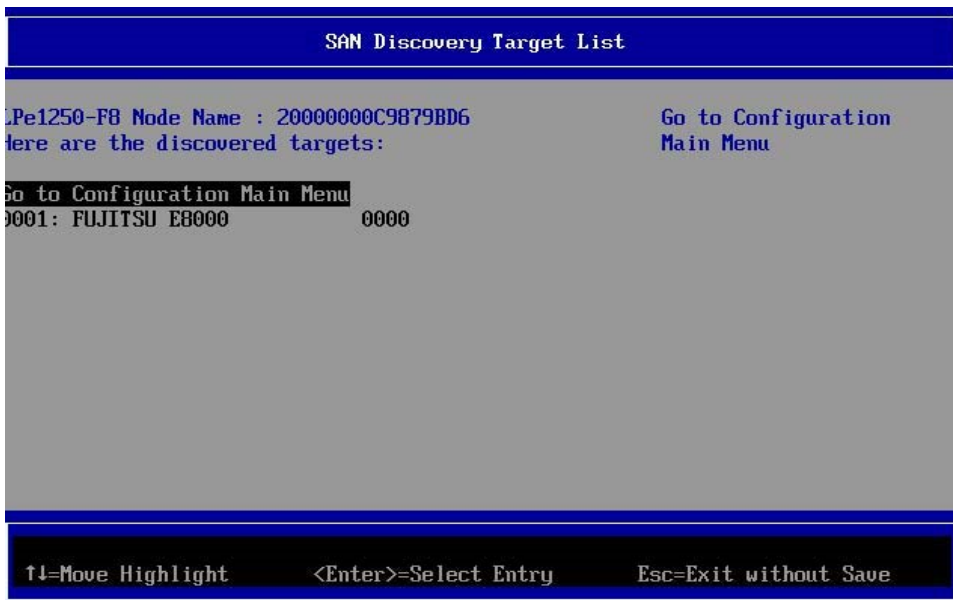 SAN Discovery Target List
LPe1250-F8 Node Name : 20000000C9879BD6
Here are the discovered targets:
Go to Configuration
Main Menu
Go to Configuration Main Menu
0001: FUJITSU E8000 0000
↑↓=Move Highlight <Enter>=Select Entry Esc=Exit without Save